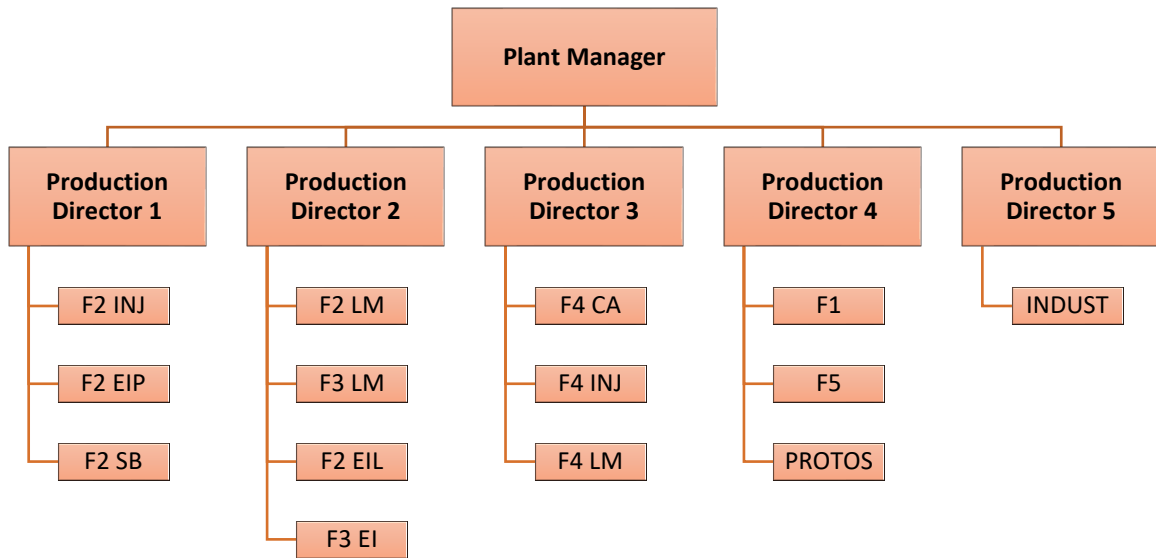 Plant Manager
Production
Director 1
Production
Director 2
Production
Director 3
Production
Director 4
Production
Director 5
F2 INJ
F2 LM
F4 CA
F1
INDUST
F2 EIP
F3 LM
F4 INJ
F5
F2 SB
F2 EIL
F4 LM
PROTOS
F3 EI